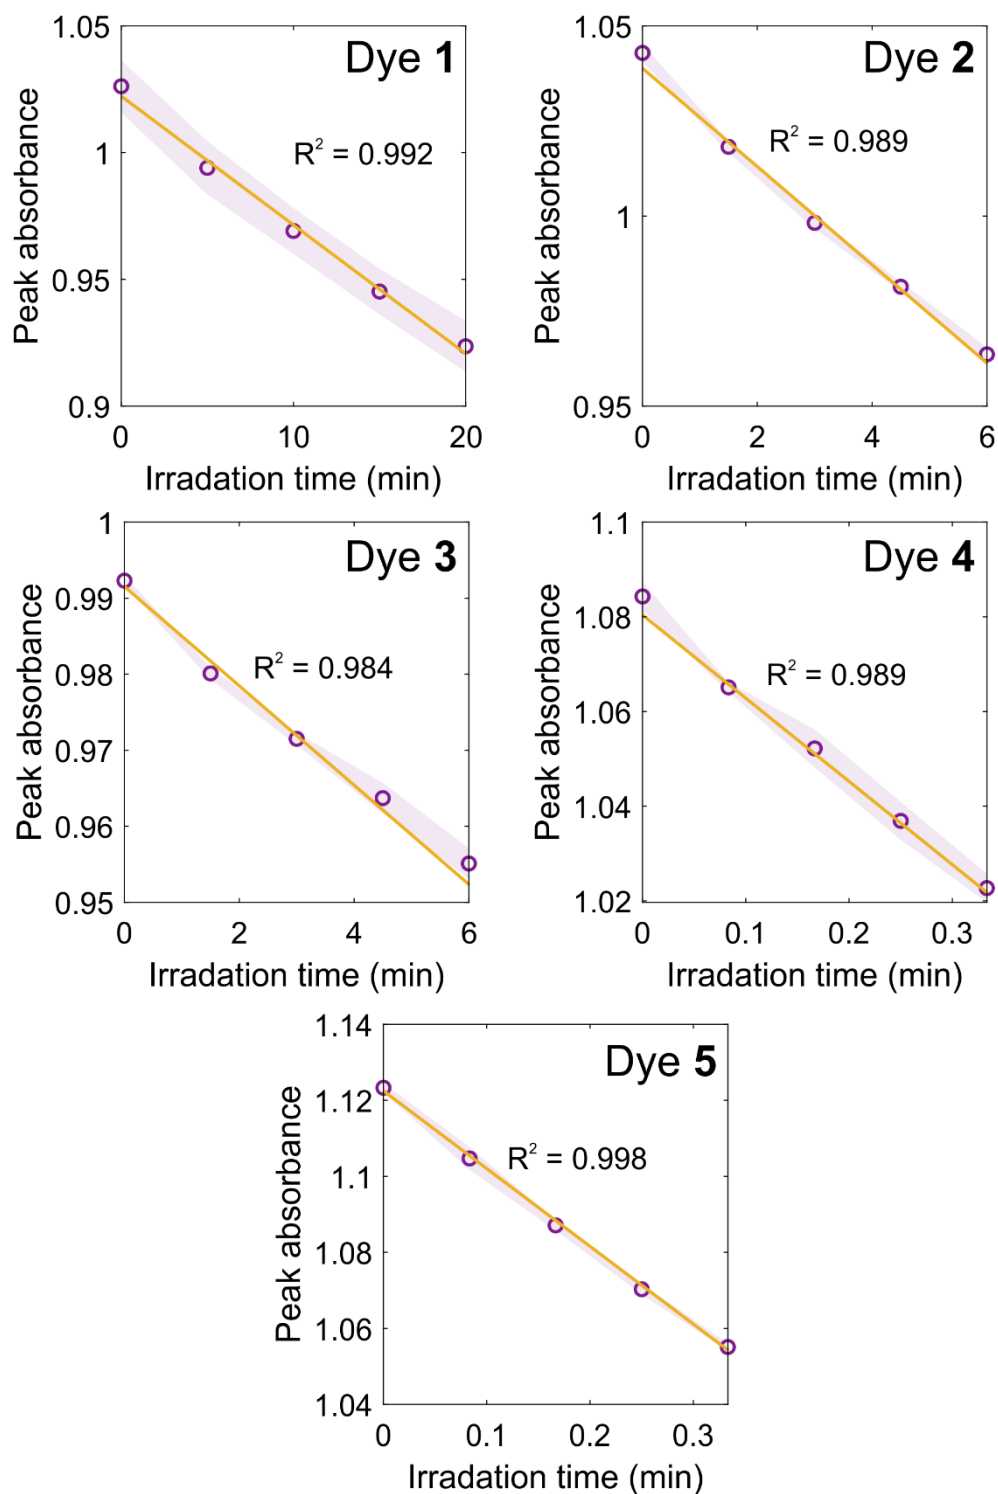 Dye 1
R² = 0.992
Peak absorbance
1.05
1
0.95
0.9
0 10 20
Irradation time (min)
Dye 2
R² = 0.989
Peak absorbance
1.05
1
0.95
0 2 4 6
Irradation time (min)
Dye 3
R² = 0.984
Peak absorbance
1
0.99
0.98
0.97
0.96
0.95
0 2 4 6
Irradation time (min)
Dye 4
R² = 0.989
Peak absorbance
1.1
1.08
1.06
1.04
1.02
0 0.1 0.2 0.3
Irradation time (min)
Dye 5
R² = 0.998
Peak absorbance
1.14
1.12
1.1
1.08
1.06
1.04
0 0.1 0.2 0.3
Irradation time (min)